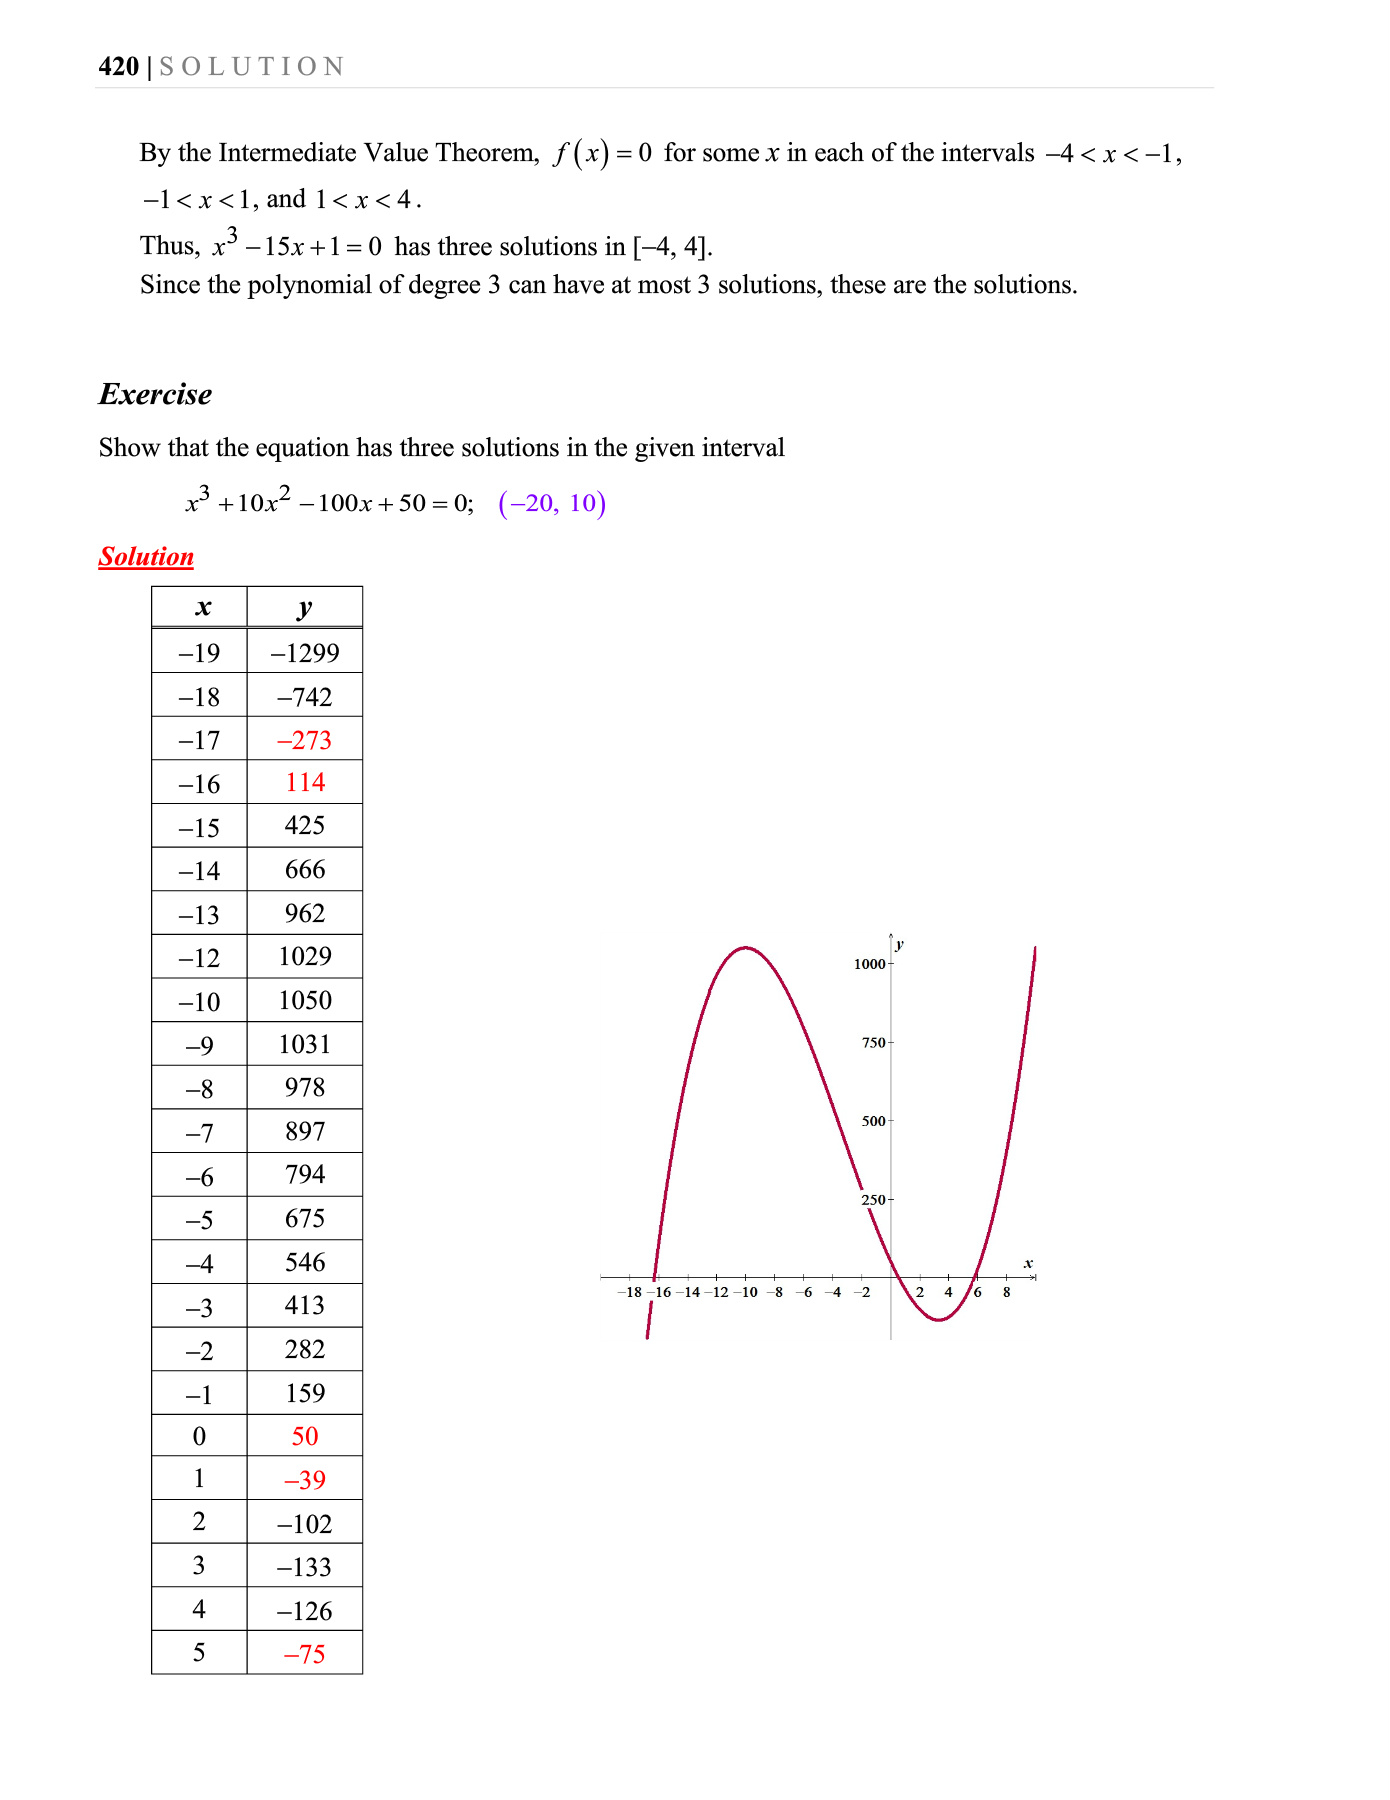 420 | S O L U T I O N
By the Intermediate Value Theorem, f(x) = 0 for some x in each of the intervals −4 < x < −1,
−1 < x < 1, and 1 < x < 4.
Thus, x³ − 15x + 1 = 0 has three solutions in [−4, 4].
Since the polynomial of degree 3 can have at most 3 solutions, these are the solutions.
Exercise
Show that the equation has three solutions in the given interval
x³ + 10x² − 100x + 50 = 0; (−20, 10)
Solution
x y
−19 −1299
−18 −742
−17 −273
−16 114
−15 425
−14 666
−13 962
−12 1029
−10 1050
−9 1031
−8 978
−7 897
−6 794
−5 675
−4 546
−3 413
−2 282
−1 159
0 50
1 −39
2 −102
3 −133
4 −126
5 −75
y
1000
750
500
250
x
−18 −16 −14 −12 −10 −8 −6 −4 −2 2 4 6 8